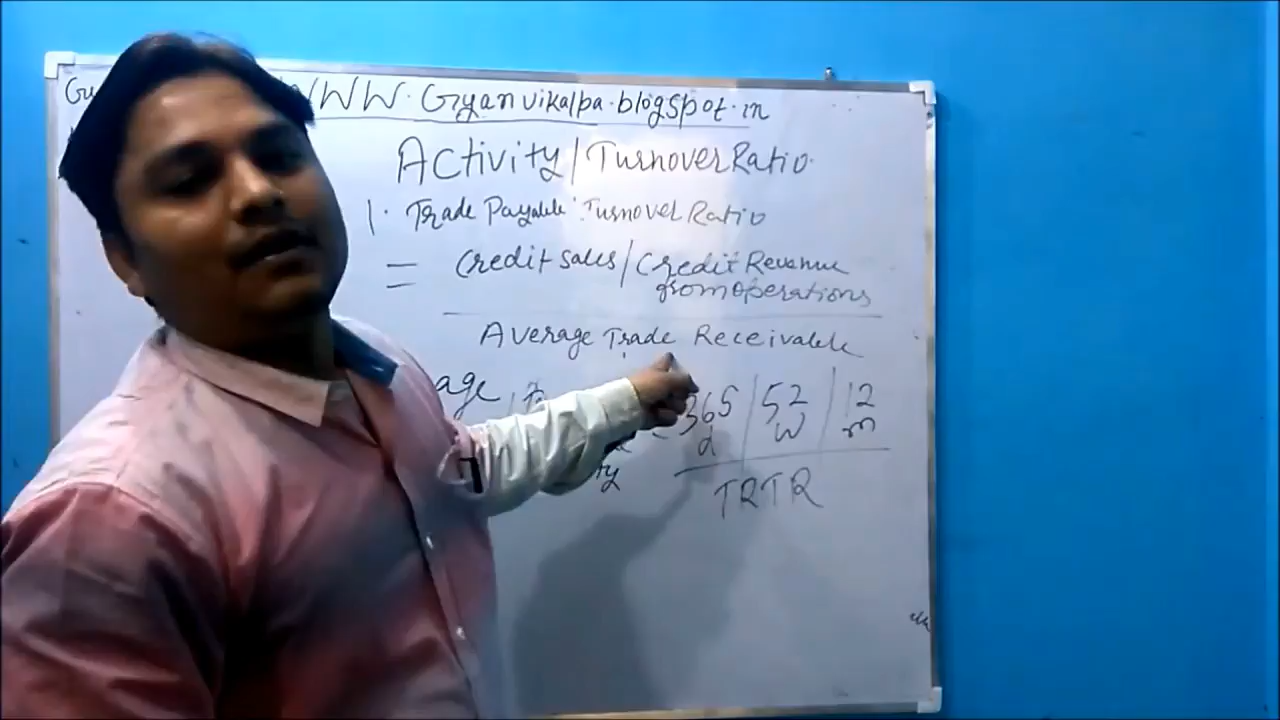 WWW.Gyanvikalpa.blogspot.in
Activity/Turnover Ratio
1. Trade Payable Turnover Ratio
= Credit sales/Credit Revenue
from operations
Average Trade Receivable
365 | 52 | 12
d W m
TRTR